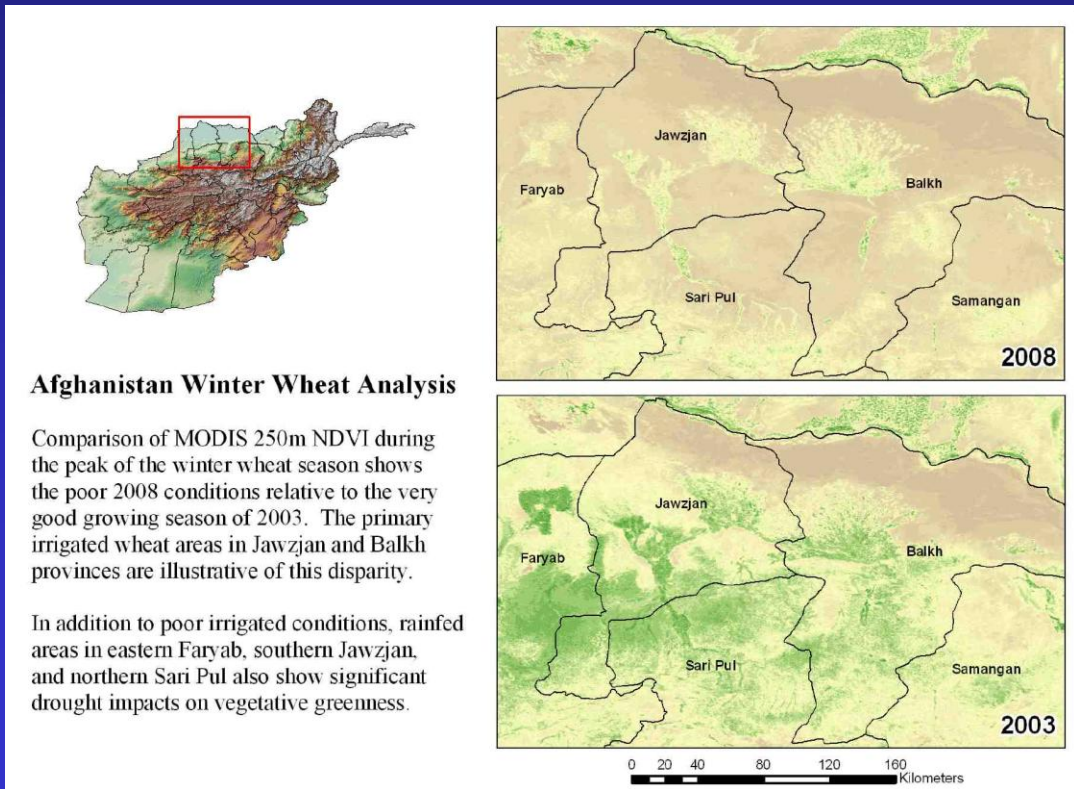 Afghanistan Winter Wheat Analysis
Comparison of MODIS 250m NDVI during
the peak of the winter wheat season shows
the poor 2008 conditions relative to the very
good growing season of 2003.  The primary
irrigated wheat areas in Jawzjan and Balkh
provinces are illustrative of this disparity.
In addition to poor irrigated conditions, rainfed
areas in eastern Faryab, southern Jawzjan,
and northern Sari Pul also show significant
drought impacts on vegetative greenness.
Jawzjan
Faryab
Balkh
Sari Pul
Samangan
2008
Jawzjan
Faryab
Balkh
Sari Pul
Samangan
2003
0 20 40 80 120 160
Kilometers